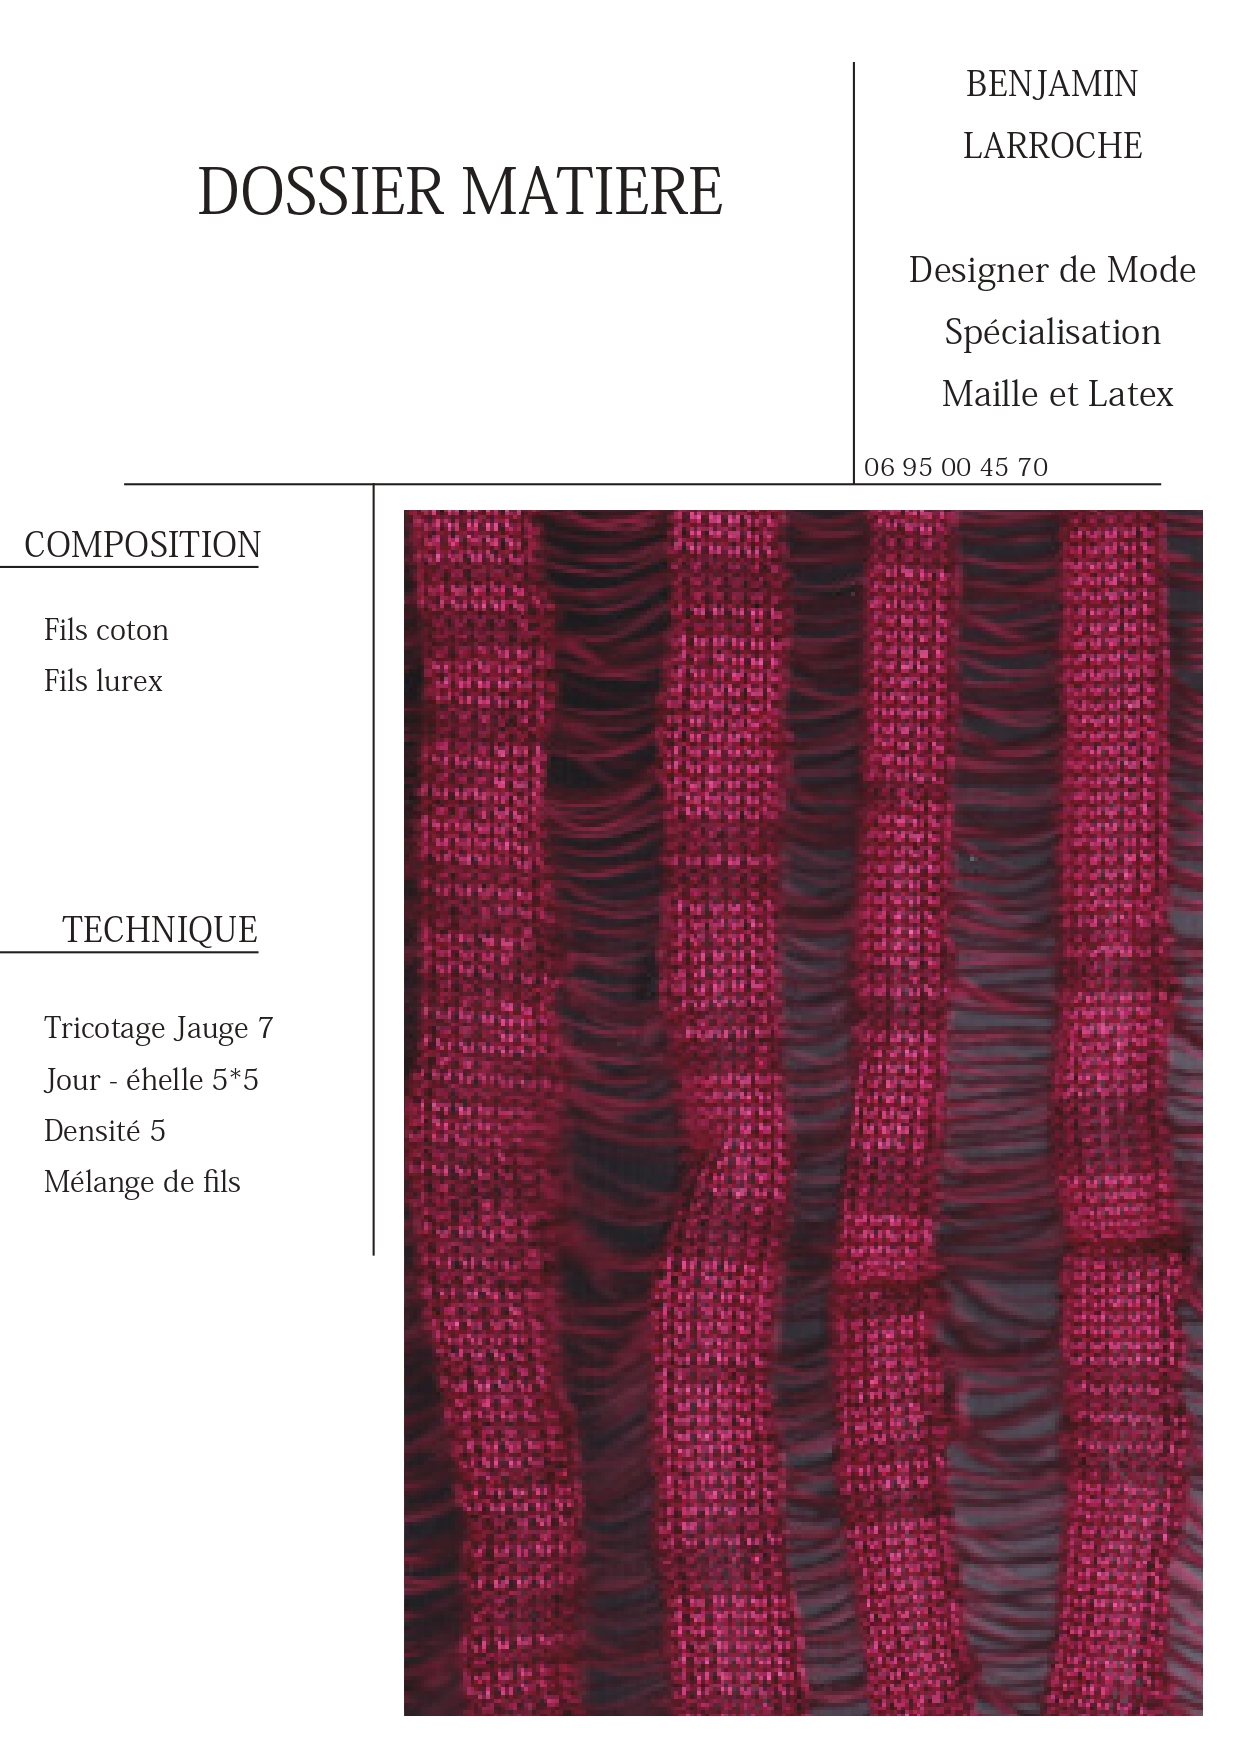 DOSSIER MATIERE
BENJAMIN
LARROCHE
Designer de Mode
Spécialisation
Maille et Latex
06 95 00 45 70
COMPOSITION
Fils coton
Fils lurex
TECHNIQUE
Tricotage Jauge 7
Jour - éhelle 5*5
Densité 5
Mélange de fils